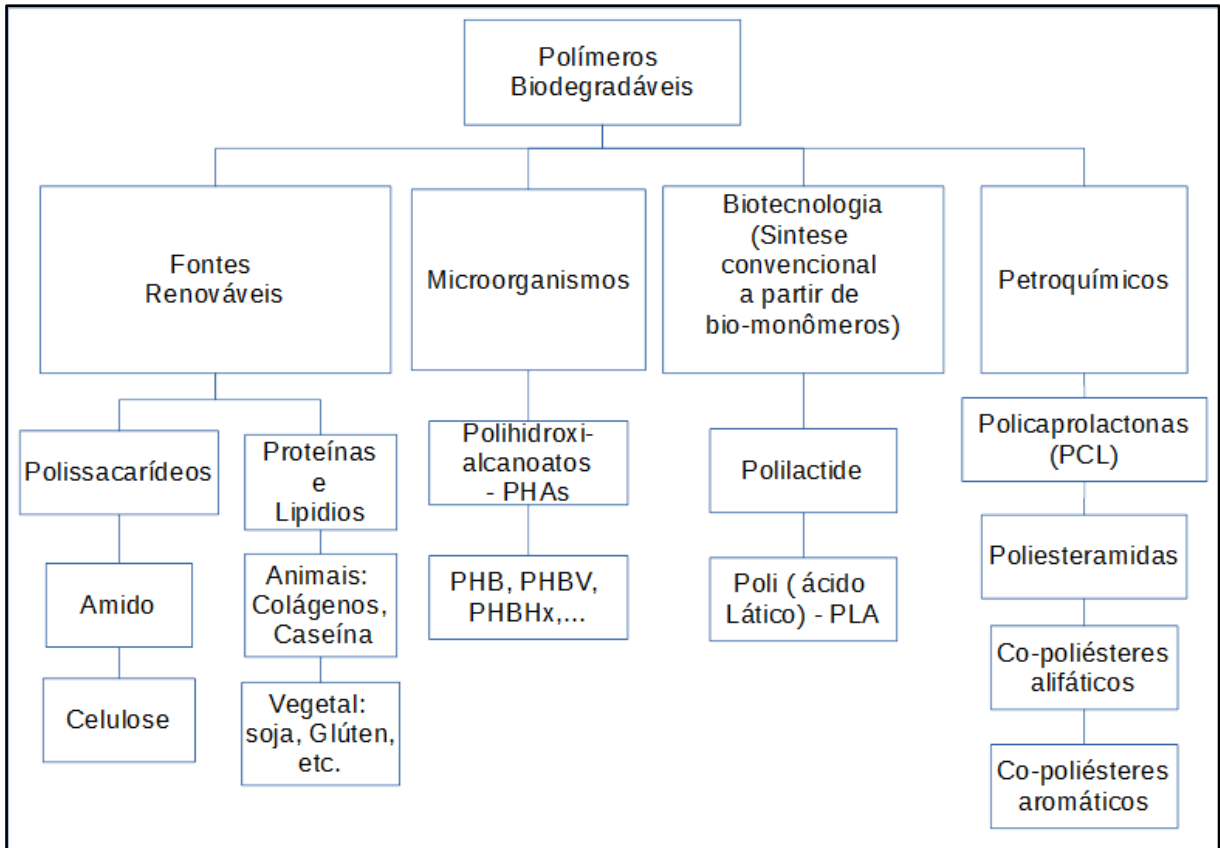 Polímeros
Biodegradáveis
Fontes
Renováveis
Microorganismos
Biotecnologia
(Sintese
convencional
a partir de
bio-monômeros)
Petroquímicos
Polissacarídeos
Proteínas
e
Lipidios
Polihidroxi-
alcanoatos
- PHAs
Polilactide
Policaprolactonas
(PCL)
Amido
Animais:
Colágenos,
Caseína
PHB, PHBV,
PHBHx,...
Poli ( ácido
Lático) - PLA
Poliesteramidas
Celulose
Vegetal:
soja, Glúten,
etc.
Co-poliésteres
alifáticos
Co-poliésteres
aromáticos